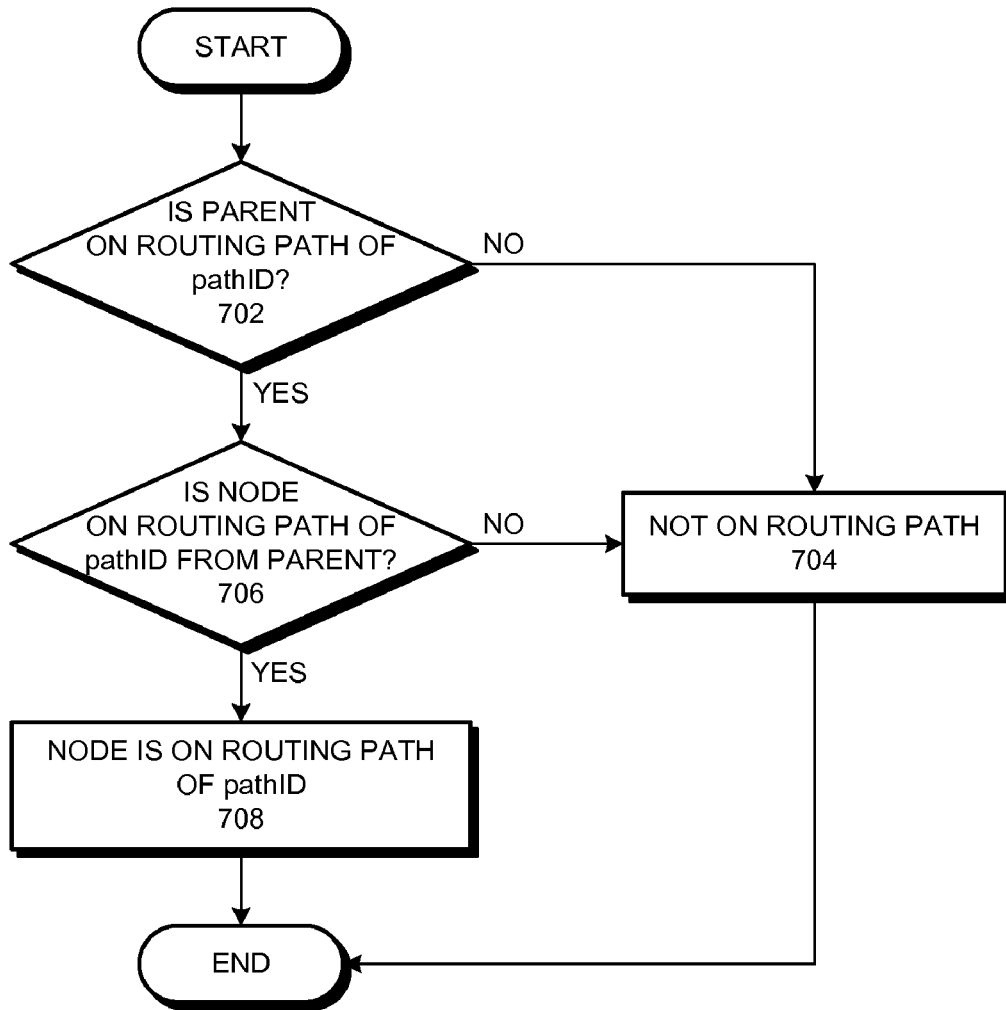 START
IS PARENT
ON ROUTING PATH OF
pathID?
702
NO
YES
IS NODE
ON ROUTING PATH OF
pathID FROM PARENT?
706
NO
NOT ON ROUTING PATH
704
YES
NODE IS ON ROUTING PATH
OF pathID
708
END